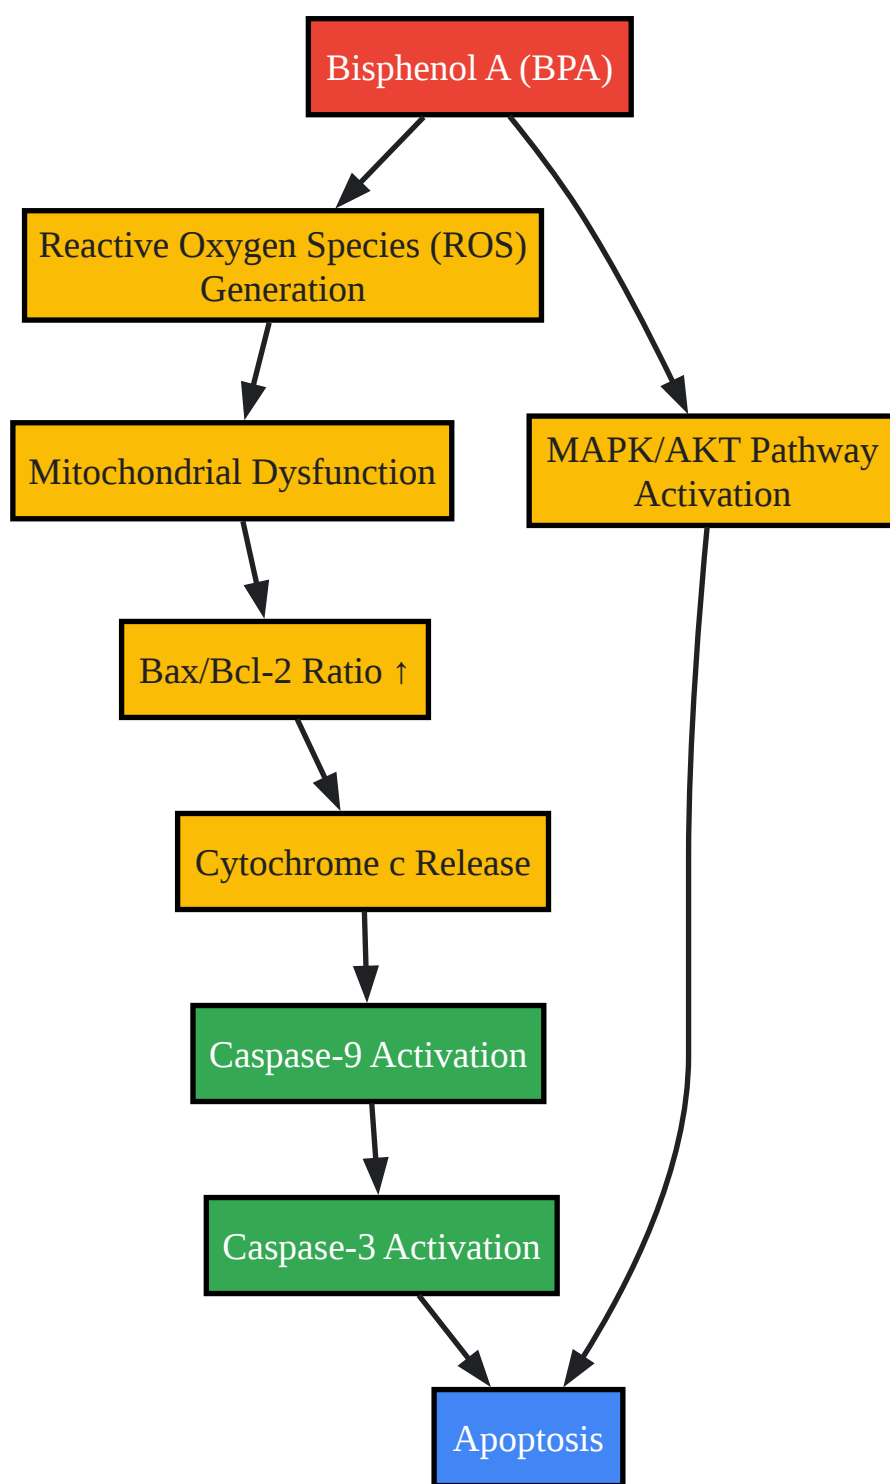 Bisphenol A (BPA)
Reactive Oxygen Species (ROS)
Generation
Mitochondrial Dysfunction
MAPK/AKT Pathway
Activation
Bax/Bcl-2 Ratio ↑
Cytochrome c Release
Caspase-9 Activation
Caspase-3 Activation
Apoptosis